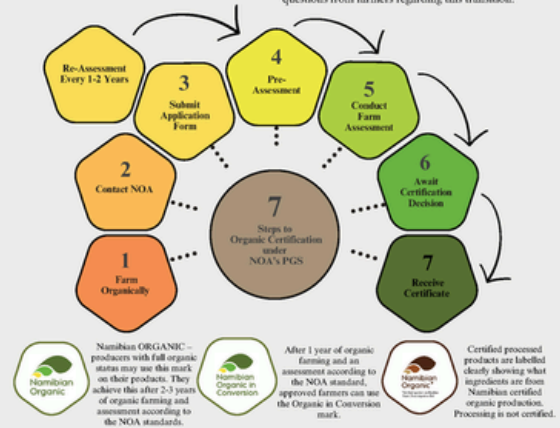 questions from farmers regarding this transition.
Re-Assessment
Every 1-2 Years
3
Submit
Application
Form
4
Pre-
Assessment
5
Conduct
Farm
Assessment
2
Contact NOA
6
Await
Certification
Decision
7
Steps to
Organic Certification
under
NOA's PGS
1
Farm
Organically
7
Receive
Certificate
Namibian
Organic
Namibian ORGANIC –
producers with full organic
status may use this mark
on their products. They
achieve this after 2-3 years
of organic farming and
assessment according to
the NOA standards.
Namibian
Organic in
Conversion
After 1 year of organic
farming and an
assessment according to
the NOA standard,
approved farmers can use
the Organic in Conversion
mark.
Namibian
Organic
Certified processed
products are labelled
clearly showing what
ingredients are from
Namibian certified
organic production.
Processing is not certified.